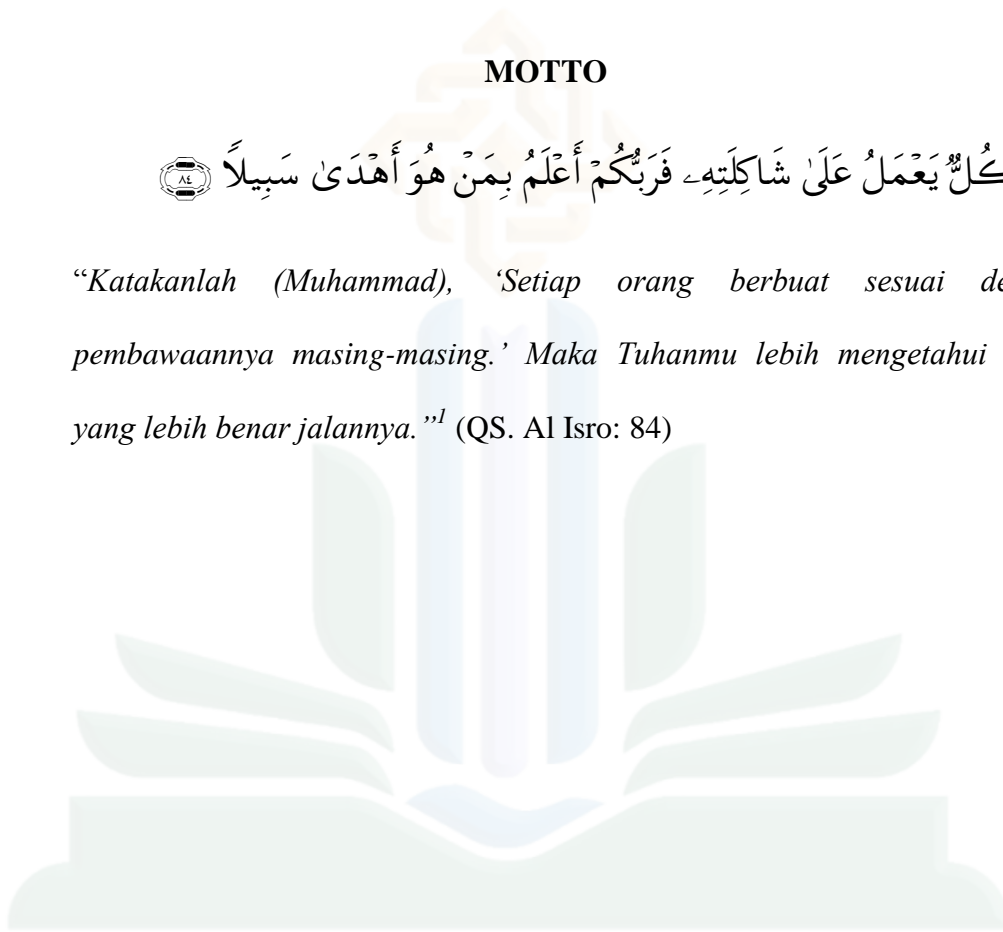 MOTTO
كُلٌّ يَعْمَلُ عَلَىٰ شَاكِلَتِهِۦ فَرَبُّكُمْ أَعْلَمُ بِمَنْ هُوَ أَهْدَىٰ سَبِيلًا ﴿٨٤﴾
“Katakanlah (Muhammad), ‘Setiap orang berbuat sesuai
pembawaannya masing-masing.’ Maka Tuhanmu lebih mengetahui
yang lebih benar jalannya.”¹ (QS. Al Isro: 84)